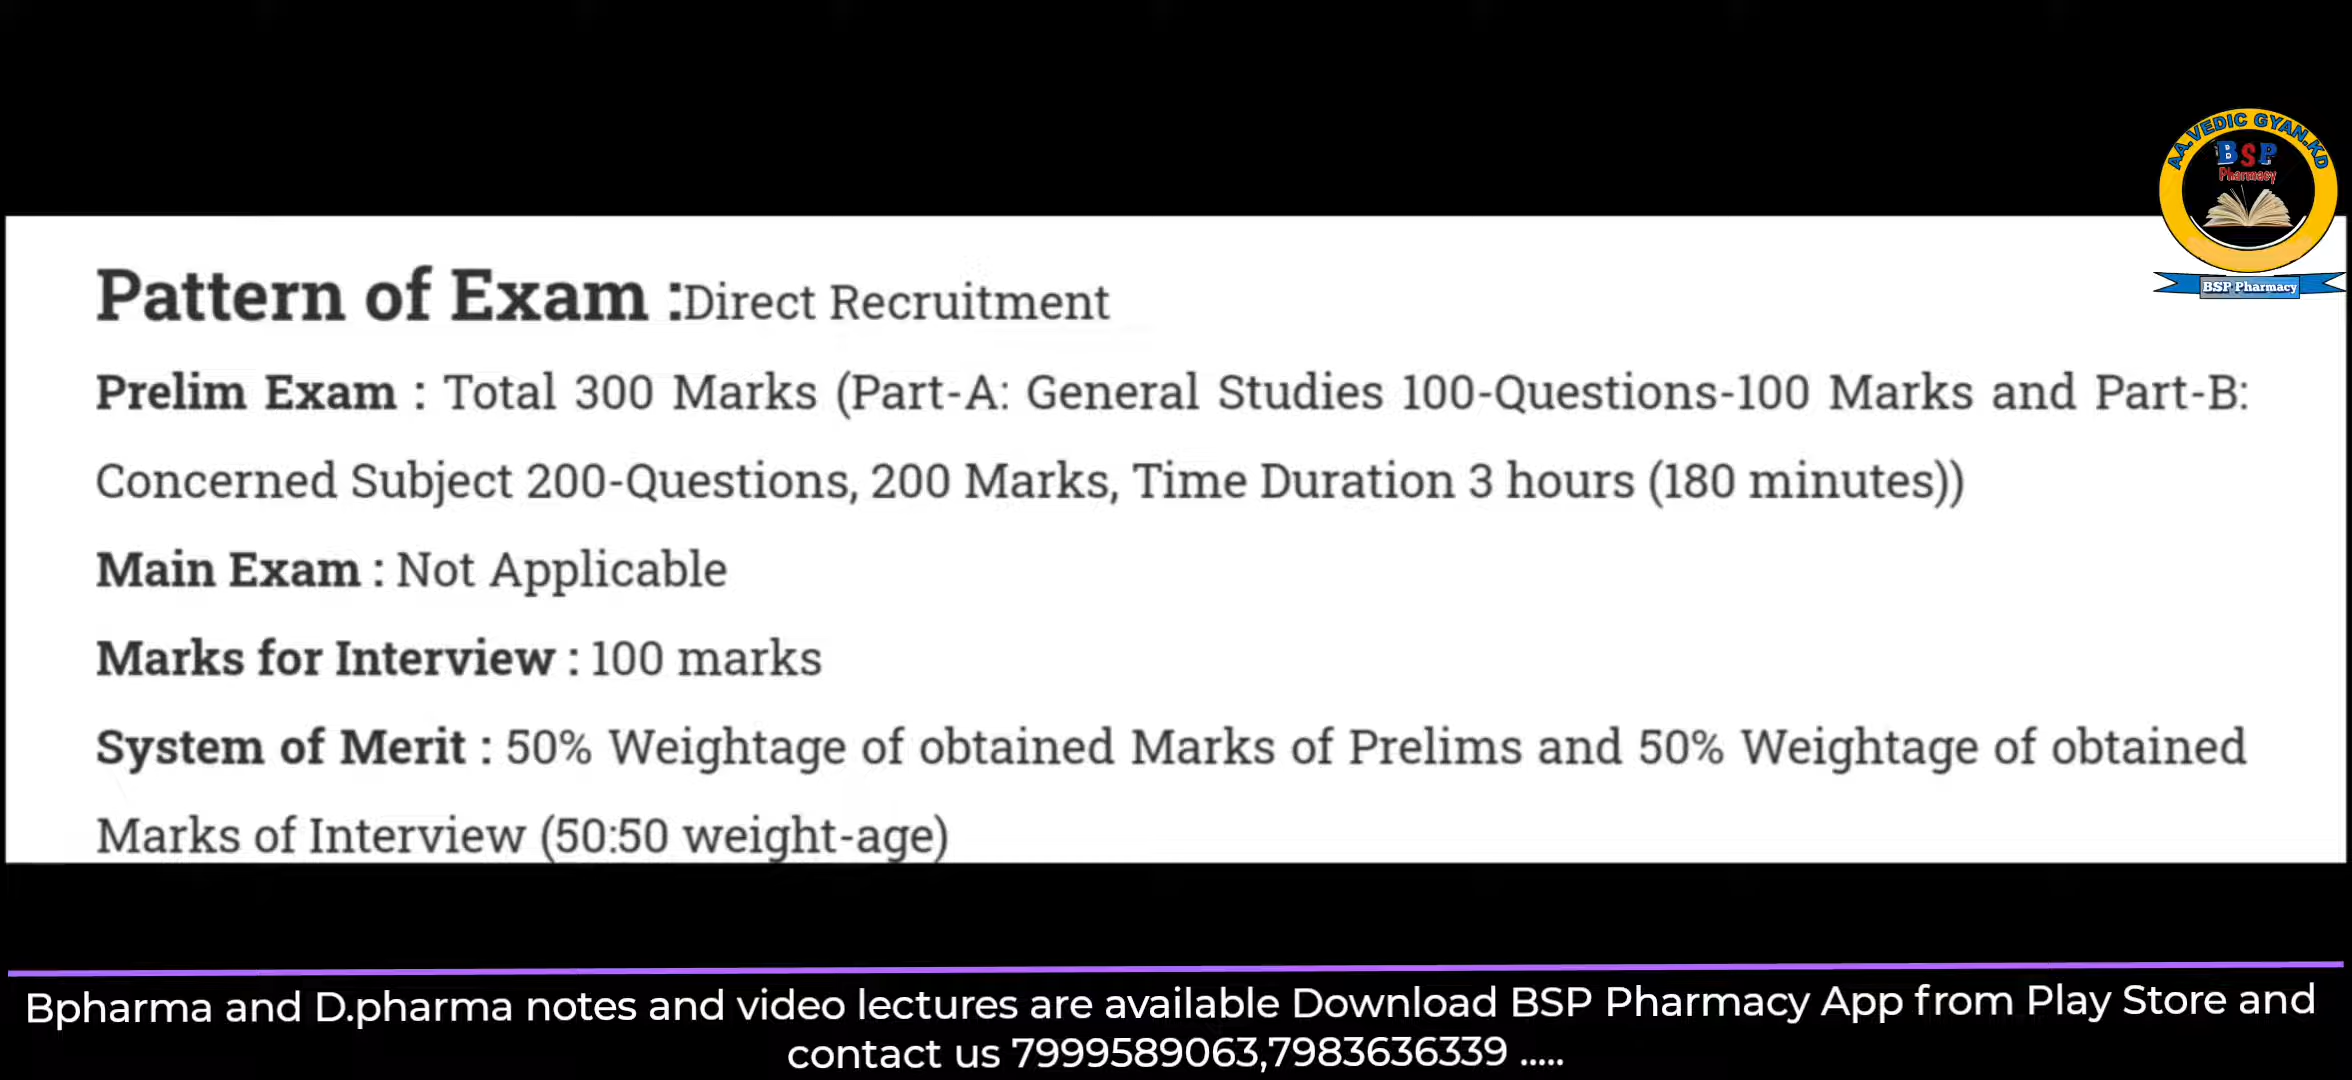 AA.VEDIC GYAN.KD
BSP
Pharmacy
BSP Pharmacy
Pattern of Exam :Direct Recruitment
Prelim Exam : Total 300 Marks (Part-A: General Studies 100-Questions-100 Marks and Part-B:
Concerned Subject 200-Questions, 200 Marks, Time Duration 3 hours (180 minutes))
Main Exam : Not Applicable
Marks for Interview : 100 marks
System of Merit : 50% Weightage of obtained Marks of Prelims and 50% Weightage of obtained
Marks of Interview (50:50 weight-age)
Bpharma and D.pharma notes and video lectures are available Download BSP Pharmacy App from Play Store and
contact us 7999589063,7983636339 .....